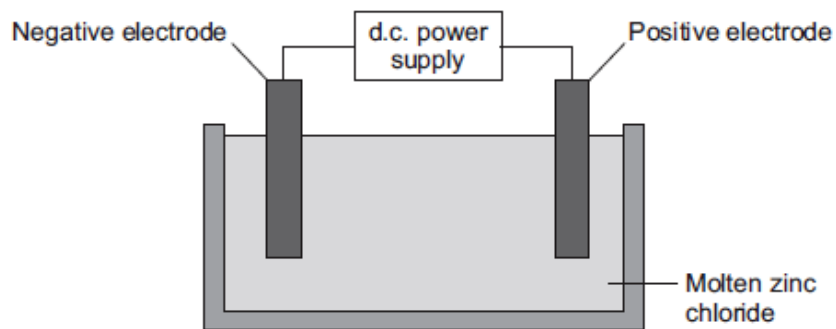 Negative electrode
d.c. power
supply
Positive electrode
Molten zinc
chloride